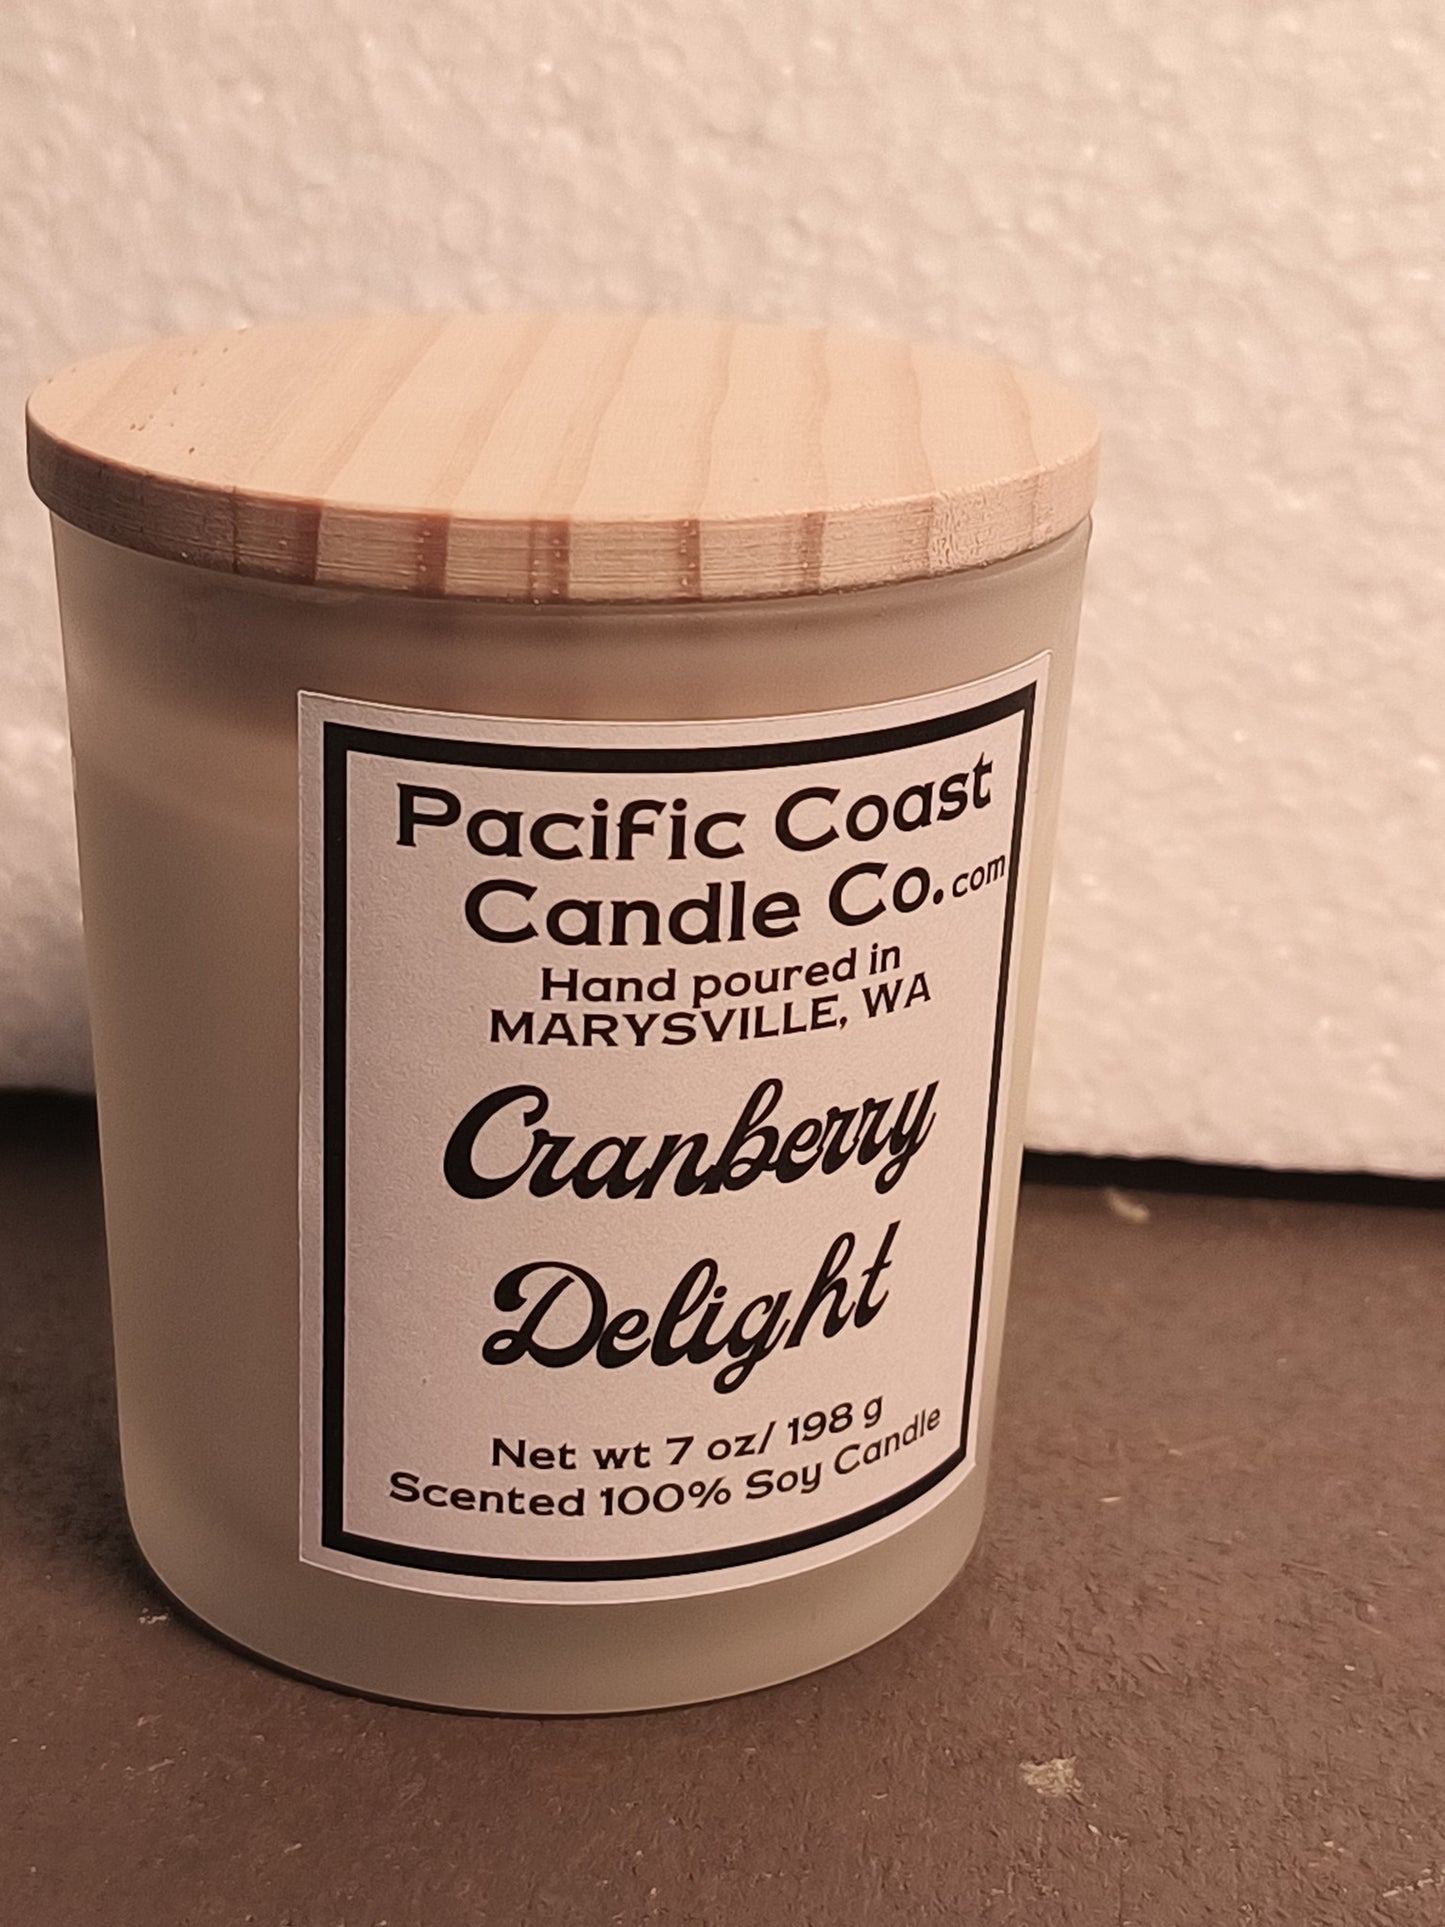 Pacific Coast
Candle Co.com
Hand poured in
MARYSVILLE, WA
Cranberry
Delight
Net wt 7 oz/ 198 g
Scented 100% Soy Candle